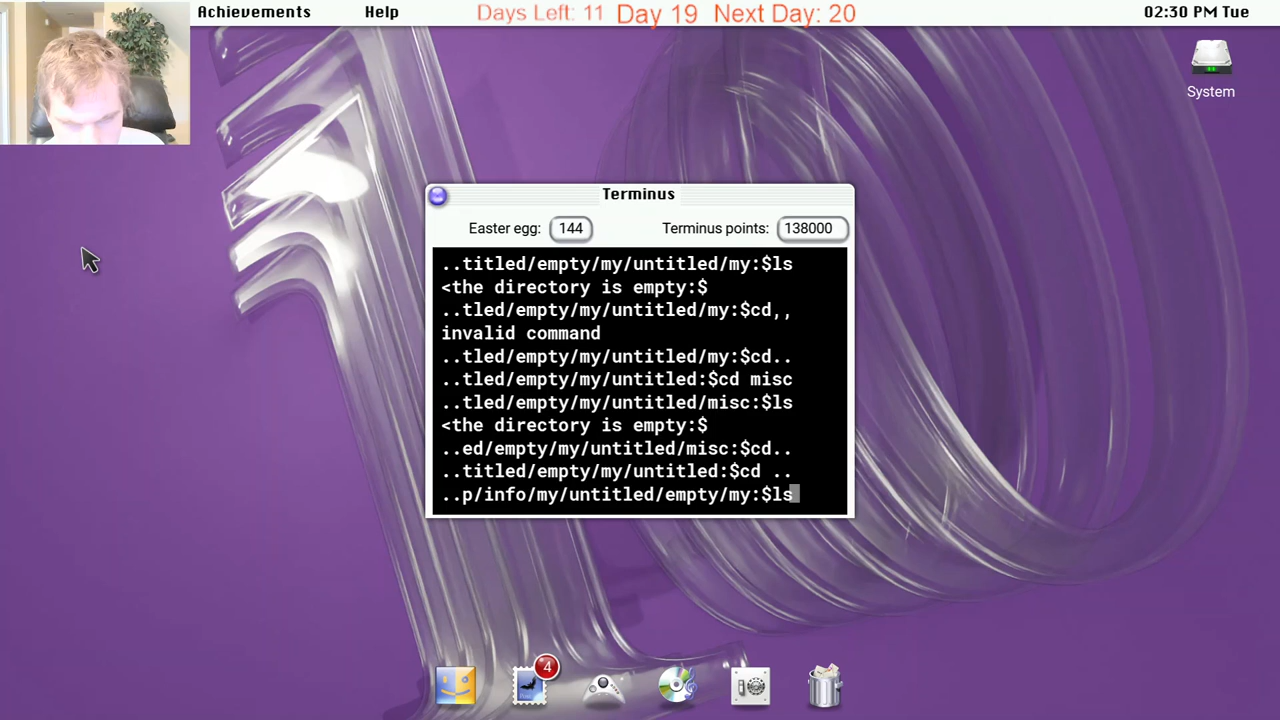 Achievements Help Days Left: 11 Day 19 Next Day: 20 02:30 PM Tue
System
Terminus
Easter egg: 144 Terminus points: 138000
..titled/empty/my/untitled/my:$ls
<the directory is empty:$
..tled/empty/my/untitled/my:$cd,,
invalid command
..tled/empty/my/untitled/my:$cd..
..tled/empty/my/untitled:$cd misc
..tled/empty/my/untitled/misc:$ls
<the directory is empty:$
..ed/empty/my/untitled/misc:$cd..
..titled/empty/my/untitled:$cd ..
..p/info/my/untitled/empty/my:$ls
4